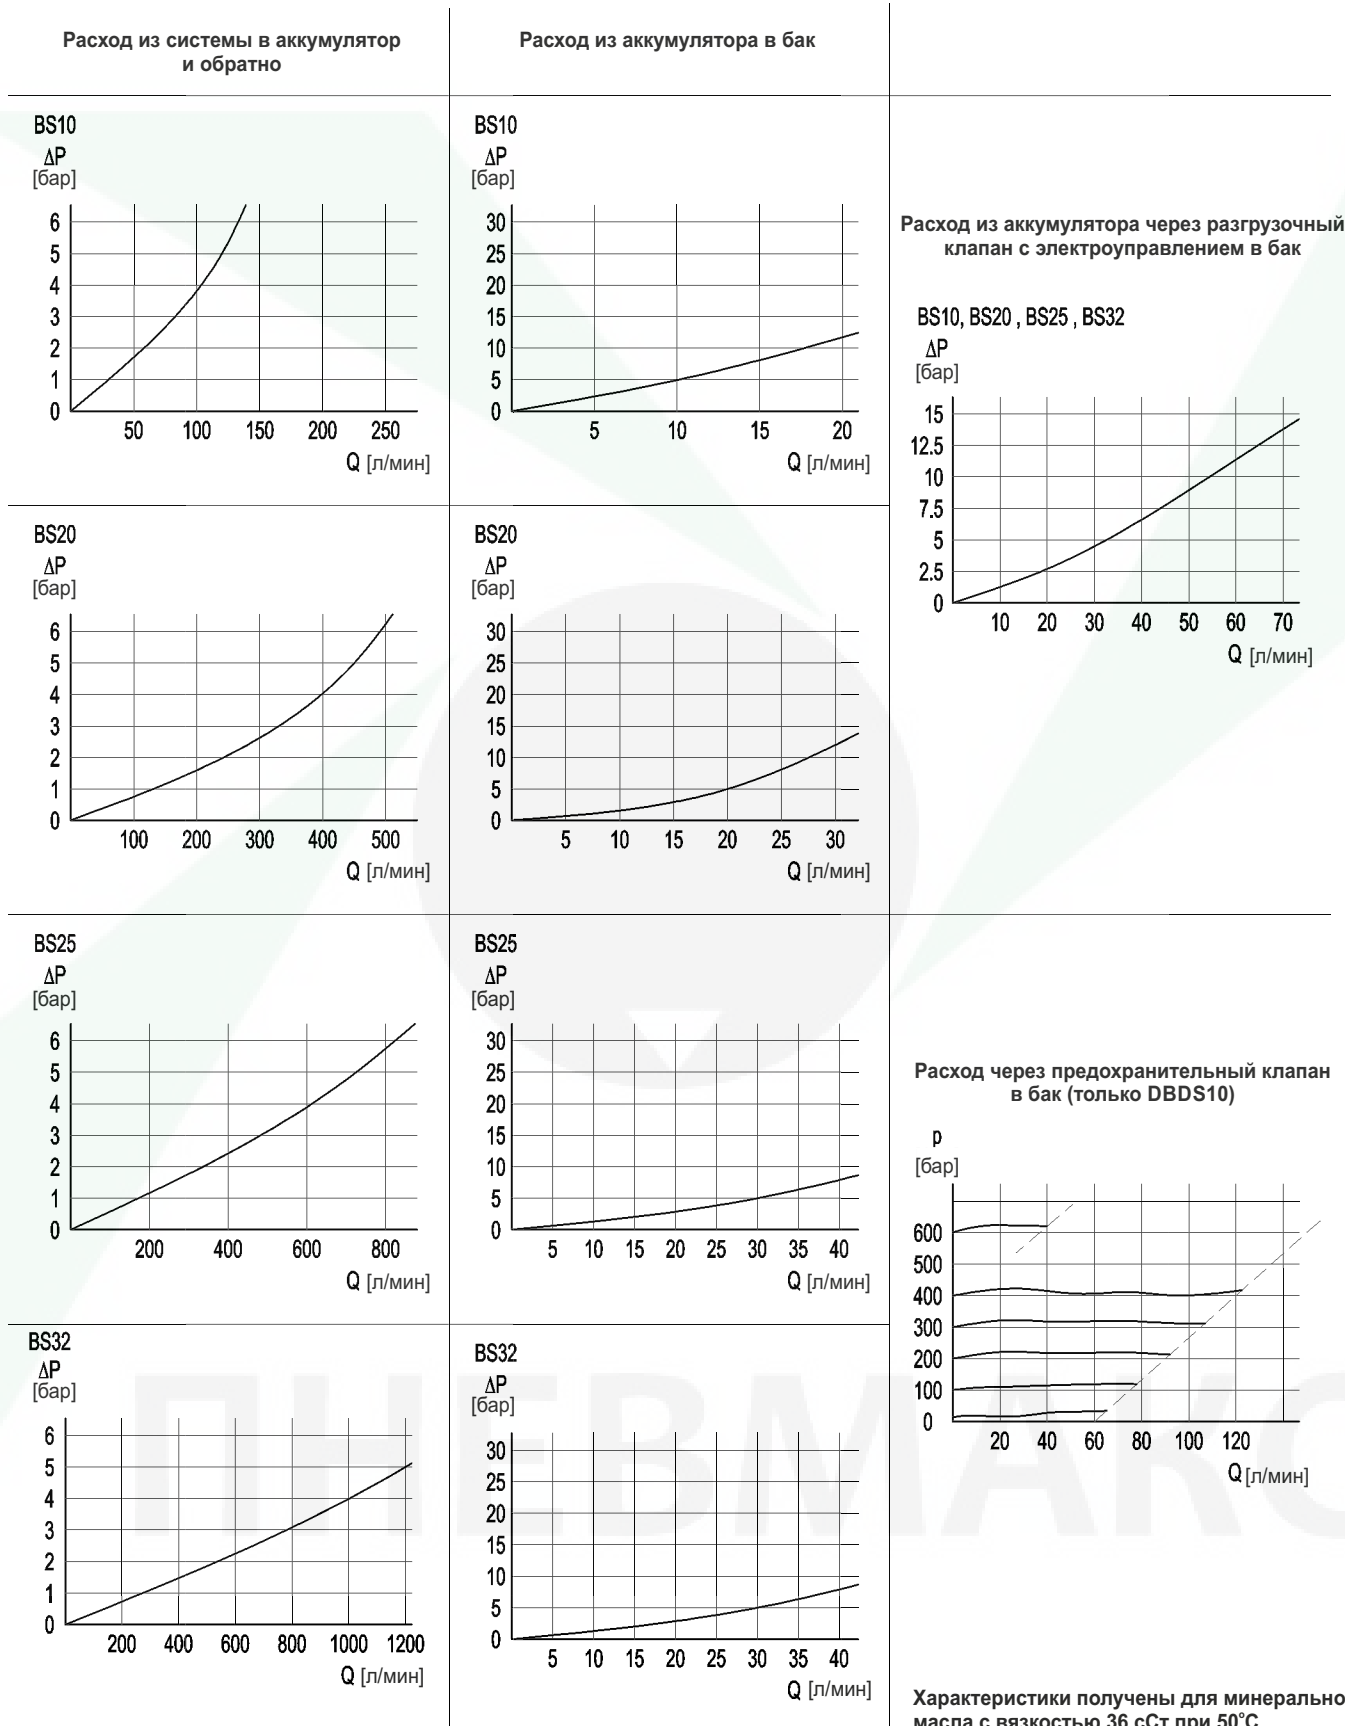 Расход из системы в аккумулятор
и обратно
BS10
ΔP
[бар]
6
5
4
3
2
1
0
50 100 150 200 250
Q [л/мин]
BS20
ΔP
[бар]
6
5
4
3
2
1
0
100 200 300 400 500
Q [л/мин]
BS25
ΔP
[бар]
6
5
4
3
2
1
0
200 400 600 800
Q [л/мин]
BS32
ΔP
[бар]
6
5
4
3
2
1
0
200 400 600 800 1000 1200
Q [л/мин]
Расход из аккумулятора в бак
BS10
ΔP
[бар]
30
25
20
15
10
5
0
5 10 15 20
Q [л/мин]
BS20
ΔP
[бар]
30
25
20
15
10
5
0
5 10 15 20 25 30
Q [л/мин]
BS25
ΔP
[бар]
30
25
20
15
10
5
0
5 10 15 20 25 30 35 40
Q [л/мин]
BS32
ΔP
[бар]
30
25
20
15
10
5
0
5 10 15 20 25 30 35 40
Q [л/мин]
Расход из аккумулятора через разгрузочный
клапан с электроуправлением в бак
BS10, BS20 , BS25 , BS32
ΔP
[бар]
15
12.5
10
7.5
5
2.5
0
10 20 30 40 50 60 70
Q [л/мин]
Расход через предохранительный клапан
в бак (только DBDS10)
p
[бар]
600
500
400
300
200
100
0
20 40 60 80 100 120
Q [л/мин]
Характеристики получены для минерально
масла с вязкостью 36 сСт при 50°C
ПНЕВМАКС